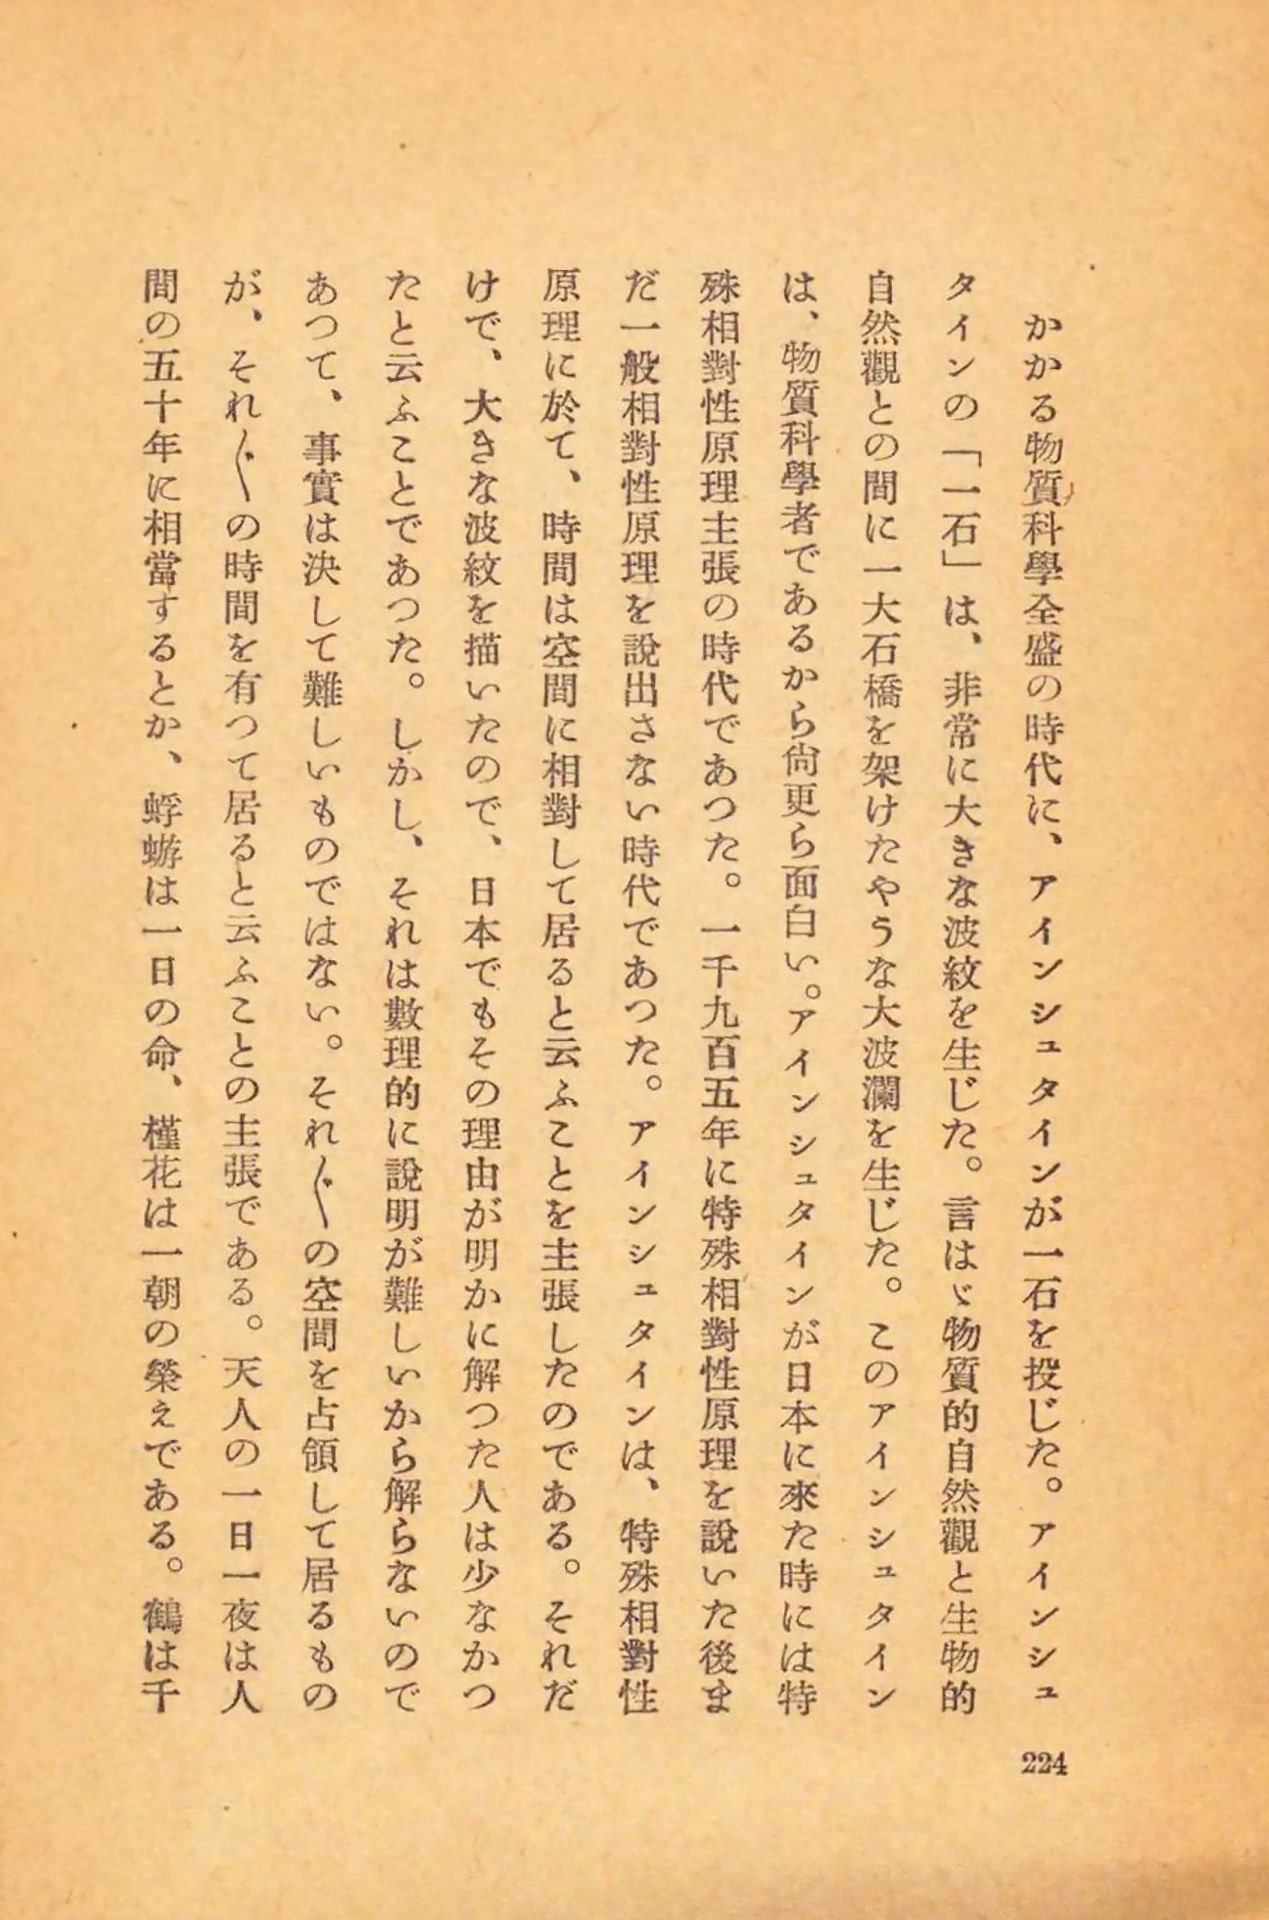 かかる物質科學全盛の時代に、アインシュタインが一石を投じた。アインシュ
タインの「一石」は、非常に大きな波紋を生じた。言はゞ物質的自然觀と生物的
自然觀との間に一大石橋を架けたやうな大波瀾を生じた。このアインシュタイン
は、物質科學者であるから尙更ら面白い。アインシュタインが日本に來た時には特
殊相對性原理主張の時代であつた。一千九百五年に特殊相對性原理を說いた後ま
だ一般相對性原理を說出さない時代であつた。アインシュタインは、特殊相對性
原理に於て、時間は空間に相對して居ると云ふことを主張したのである。それだ
けで、大きな波紋を描いたので、日本でもその理由が明かに解つた人は少なかつ
たと云ふことであつた。しかし、それは數理的に說明が難しいから解らないので
あつて、事實は決して難しいものではない。それ〴〵の空間を占領して居るもの
が、それ〴〵の時間を有つて居ると云ふことの主張である。天人の一日一夜は人
間の五十年に相當するとか、蜉蝣は一日の命、槿花は一朝の榮えである。鶴は千
224